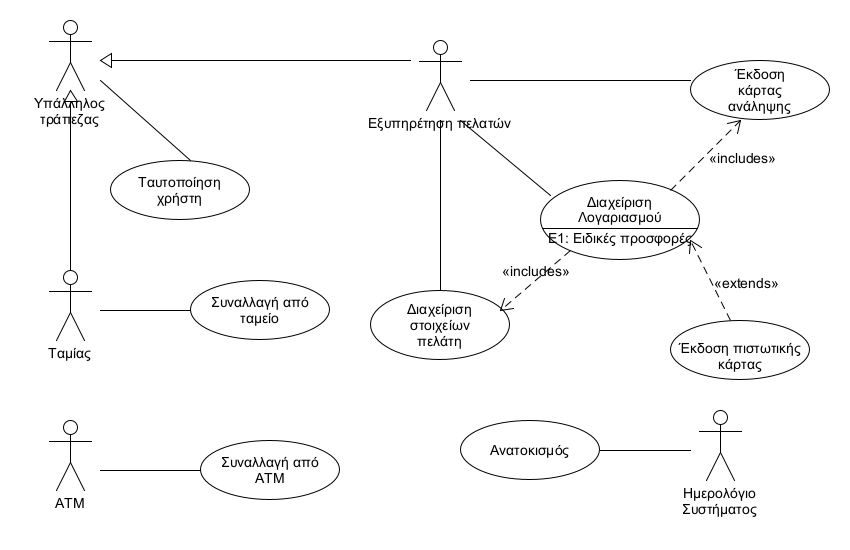 Υπάλληλος
τράπεζας
Εξυπηρέτηση πελατών
Έκδοση
κάρτας
ανάληψης
«includes»
Ταυτοποίηση
χρήστη
Διαχείριση
Λογαριασμού
E1: Ειδικές προσφορές
«includes»
«extends»
Συναλλαγή από
ταμείο
Διαχείριση
στοιχείων
πελάτη
Ταμίας
Έκδοση πιστωτικής
κάρτας
Συναλλαγή από
ATM
ATM
Ανατοκισμός
Ημερολόγιο
Συστήματος